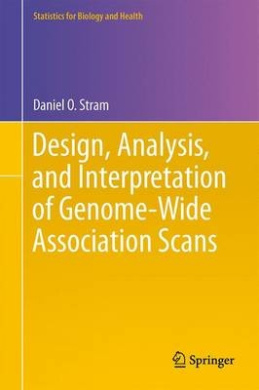 Statistics for Biology and Health
Daniel O. Stram
Design, Analysis,
and Interpretation
of Genome-Wide
Association Scans
Springer